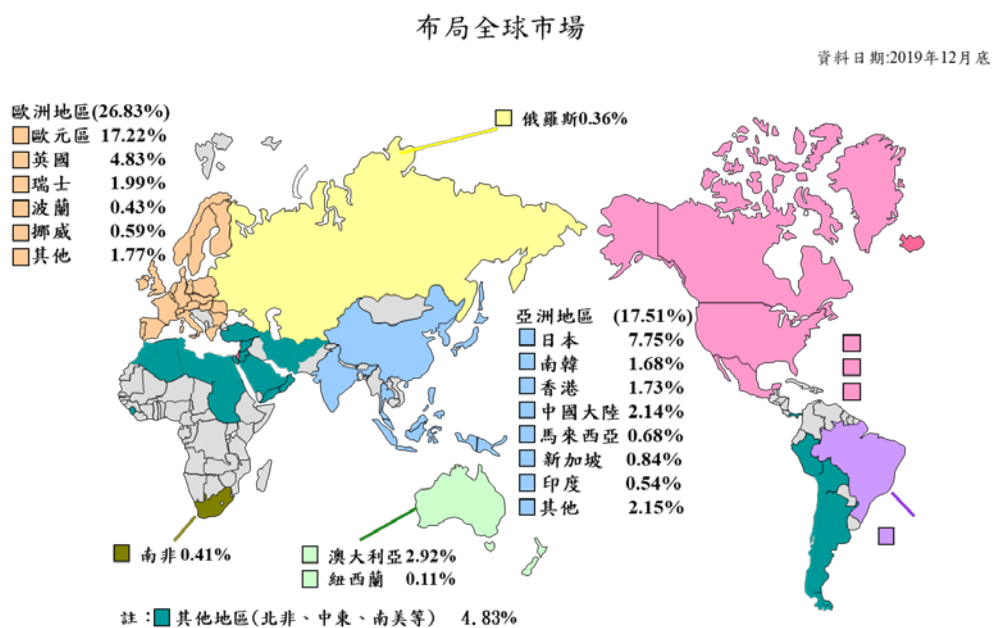 布局全球市場
資料日期:2019年12月底
歐洲地區(26.83%)
歐元區 17.22%
英國 4.83%
瑞士 1.99%
波蘭 0.43%
挪威 0.59%
其他 1.77%
俄羅斯0.36%
亞洲地區 (17.51%)
日本 7.75%
南韓 1.68%
香港 1.73%
中國大陸 2.14%
馬來西亞 0.68%
新加坡 0.84%
印度 0.54%
其他 2.15%
南非0.41%
澳大利亞2.92%
紐西蘭 0.11%
註：其他地區(北非、中東、南美等) 4.83%